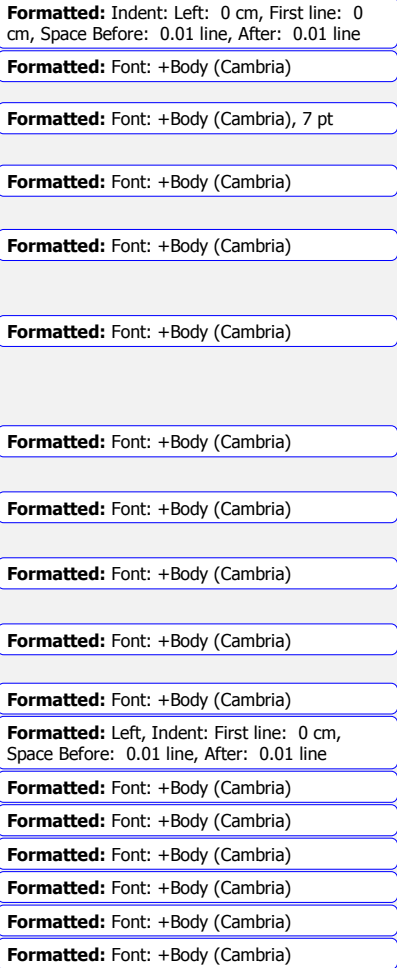 Formatted: Indent: Left:  0 cm, First line:  0
cm, Space Before:  0.01 line, After:  0.01 line
Formatted: Font: +Body (Cambria)
Formatted: Font: +Body (Cambria), 7 pt
Formatted: Font: +Body (Cambria)
Formatted: Font: +Body (Cambria)
Formatted: Font: +Body (Cambria)
Formatted: Font: +Body (Cambria)
Formatted: Font: +Body (Cambria)
Formatted: Font: +Body (Cambria)
Formatted: Font: +Body (Cambria)
Formatted: Font: +Body (Cambria)
Formatted: Left, Indent: First line:  0 cm,
Space Before:  0.01 line, After:  0.01 line
Formatted: Font: +Body (Cambria)
Formatted: Font: +Body (Cambria)
Formatted: Font: +Body (Cambria)
Formatted: Font: +Body (Cambria)
Formatted: Font: +Body (Cambria)
Formatted: Font: +Body (Cambria)